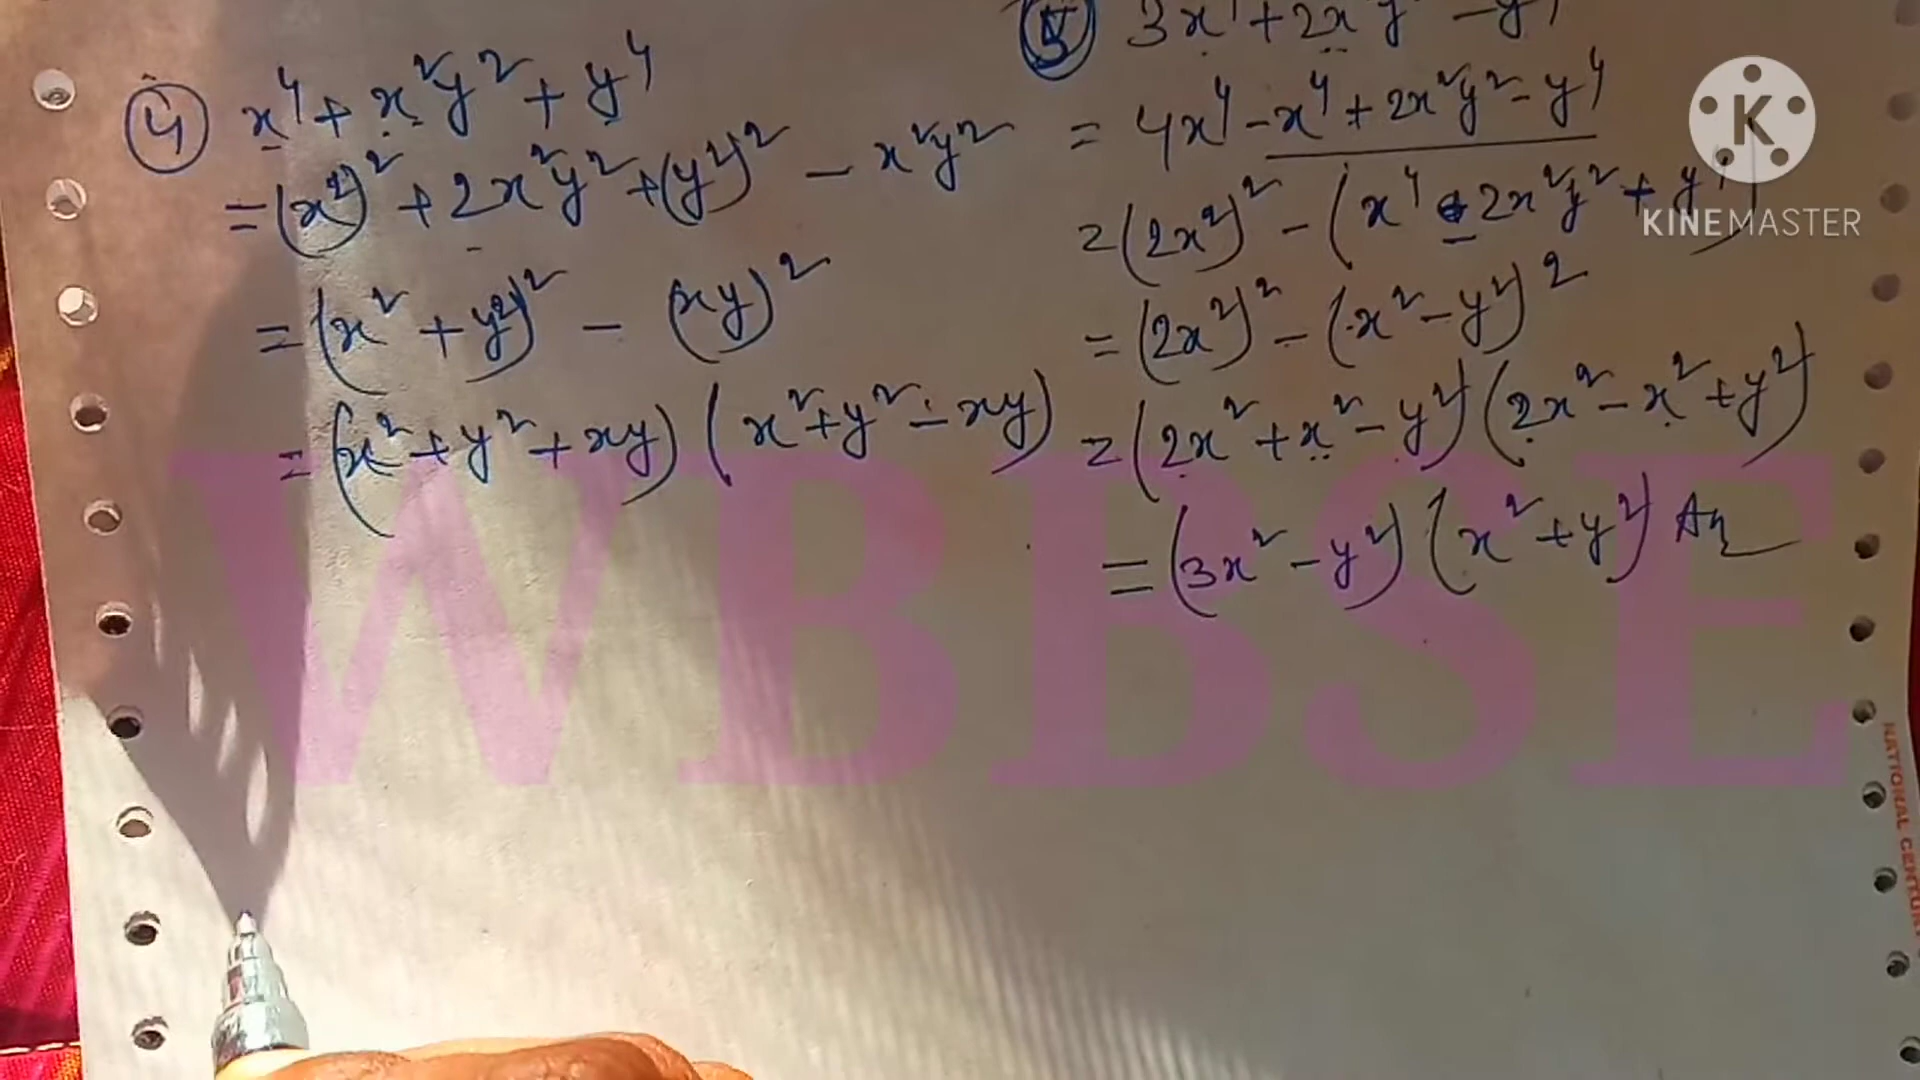 ④ x⁴ + x²y² + y⁴
= (x²)² + 2x²y² + (y²)² - x²y²
= (x² + y²)² - (xy)²
= (x² + y² + xy) (x² + y² - xy)
⑤ 3x⁴ + 2x²y² - y⁴
= 4x⁴ - x⁴ + 2x²y² - y⁴
= (2x²)² - (x⁴ - 2x²y² + y⁴)
= (2x²)² - (x² - y²)²
= (2x² + x² - y²) (2x² - x² + y²)
= (3x² - y²) (x² + y²) Ans
K
KINEMASTER
WBBSE